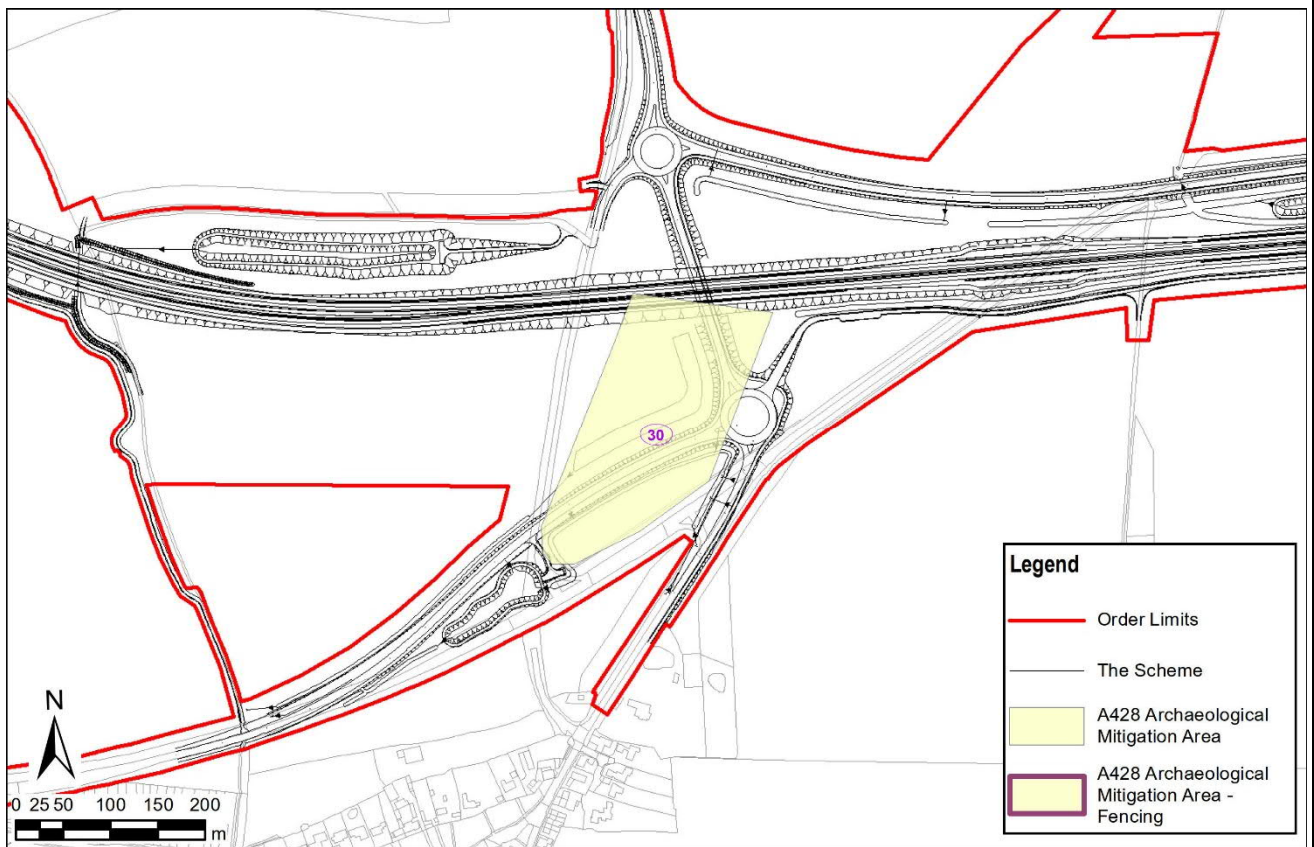 30
Legend
Order Limits
The Scheme
A428 Archaeological
Mitigation Area
A428 Archaeological
Mitigation Area -
Fencing
N
0 25 50 100 150 200
m